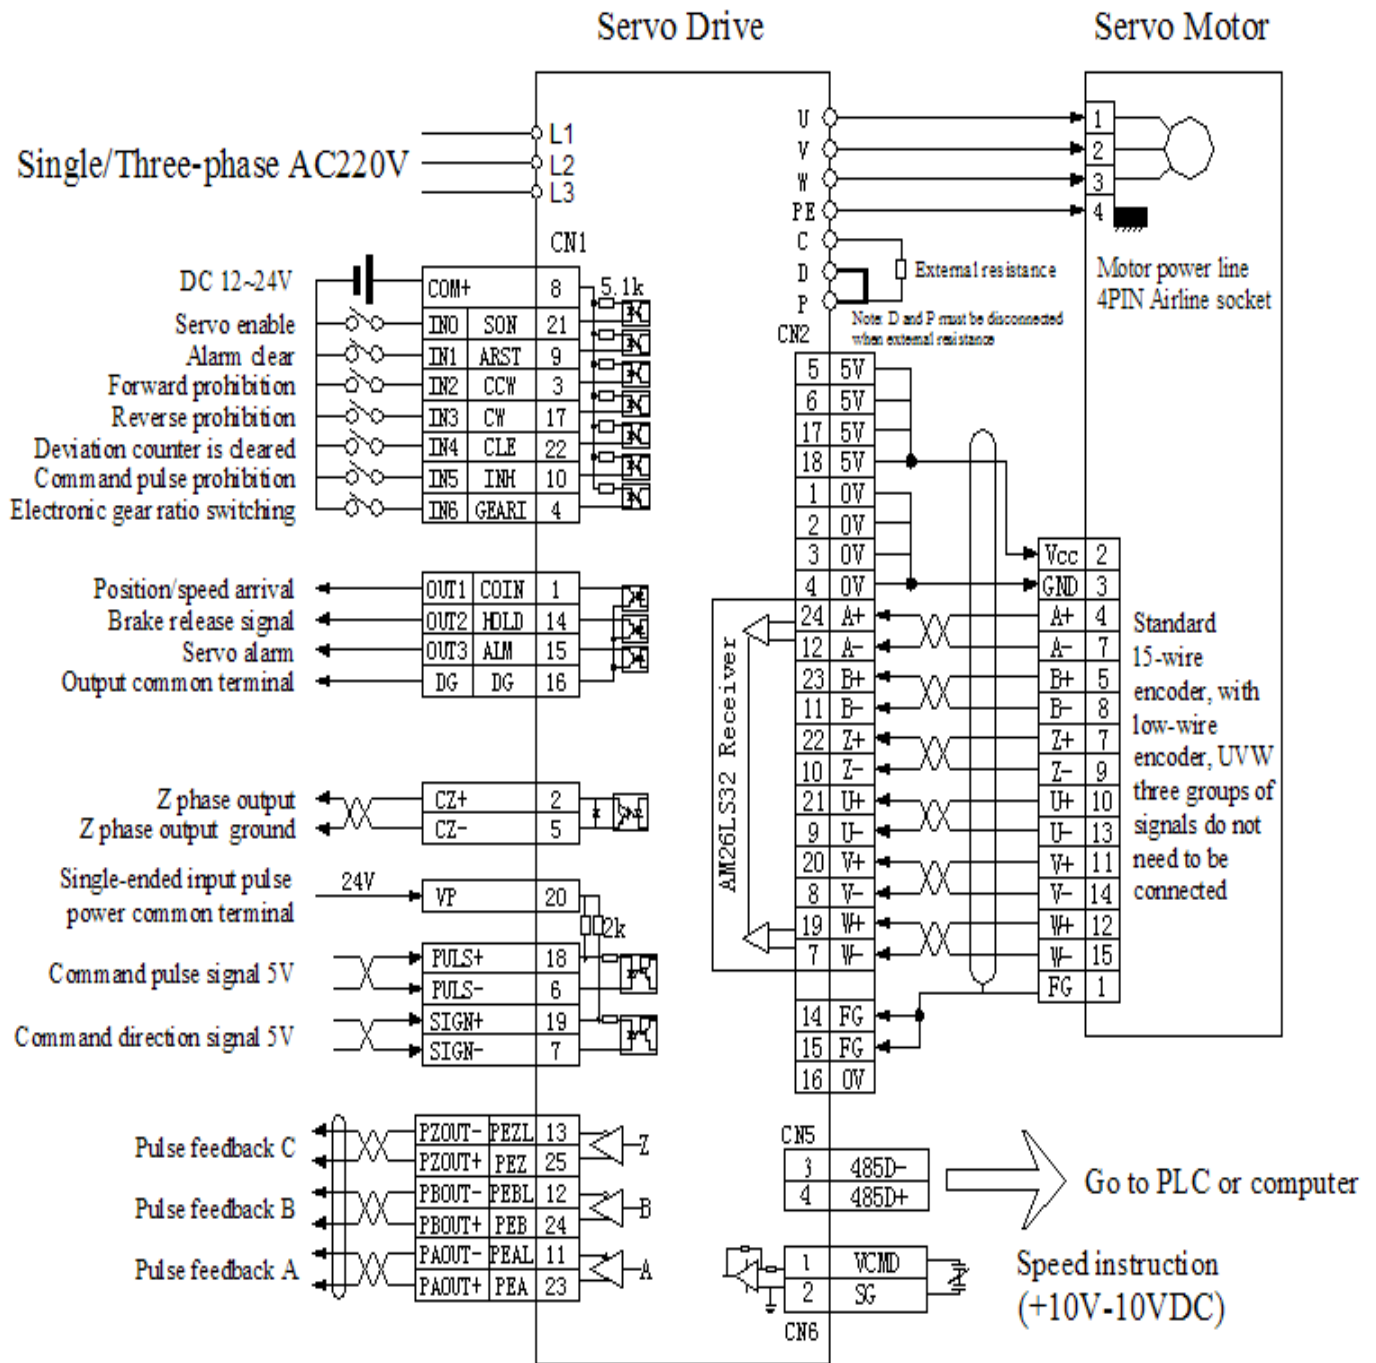 Servo Drive
Servo Motor
Single/Three-phase AC220V
L1
L2
L3
U
V
W
PE
C
D
P
1
2
3
4
External resistance
Note: D and P must be disconnected
when external resistance
Motor power line
4PIN Airline socket
CN1
DC 12~24V
COM+ 8
5.1k
Servo enable IN0 SON 21
Alarm clear IN1 ARST 9
Forward prohibition IN2 CCW 3
Reverse prohibition IN3 CW 17
Deviation counter is cleared IN4 CLE 22
Command pulse prohibition IN5 INH 10
Electronic gear ratio switching IN6 GEAR1 4
Position/speed arrival OUT1 COIN 1
Brake release signal OUT2 HOLD 14
Servo alarm OUT3 ALM 15
Output common terminal DG DG 16
Z phase output CZ+ 2
Z phase output ground CZ- 5
Single-ended input pulse
power common terminal
24V
VP 20
2k
Command pulse signal 5V
PULS+ 18
PULS- 6
Command direction signal 5V
SIGN+ 19
SIGN- 7
Pulse feedback C
PZOUT- PEZL 13
PZOUT+ PEZ 25
Z
Pulse feedback B
PBOUT- PEBL 12
PBOUT+ PEB 24
B
Pulse feedback A
PAOUT- PEAL 11
PAOUT+ PEA 23
A
CN2
5 5V
6 5V
17 5V
18 5V
1 0V
2 0V
3 0V
4 0V
24 A+
12 A-
23 B+
11 B-
22 Z+
10 Z-
21 U+
9 U-
20 V+
8 V-
19 W+
7 W-
14 FG
15 FG
16 0V
AM26LS32 Receiver
Vcc 2
GND 3
A+ 4
A- 7
B+ 5
B- 8
Z+ 7
Z- 9
U+ 10
U- 13
V+ 11
V- 14
W+ 12
W- 15
FG 1
Standard
15-wire
encoder, with
low-wire
encoder, UVW
three groups of
signals do not
need to be
connected
CN5
3 485D-
4 485D+
Go to PLC or computer
1 VCMD
2 SG
CN6
Speed instruction
(+10V-10VDC)